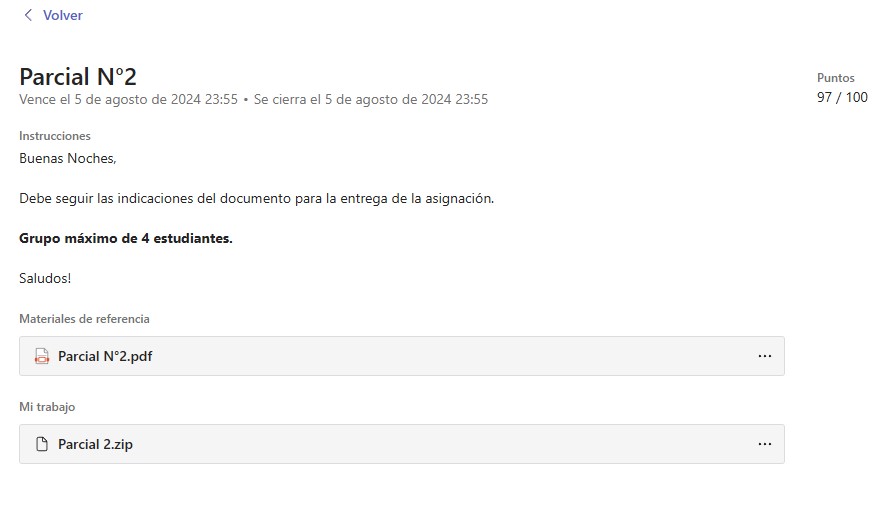 Volver
Parcial N°2
Vence el 5 de agosto de 2024 23:55 • Se cierra el 5 de agosto de 2024 23:55
Puntos
97 / 100
Instrucciones
Buenas Noches,
Debe seguir las indicaciones del documento para la entrega de la asignación.
Grupo máximo de 4 estudiantes.
Saludos!
Materiales de referencia
Parcial N°2.pdf
Mi trabajo
Parcial 2.zip